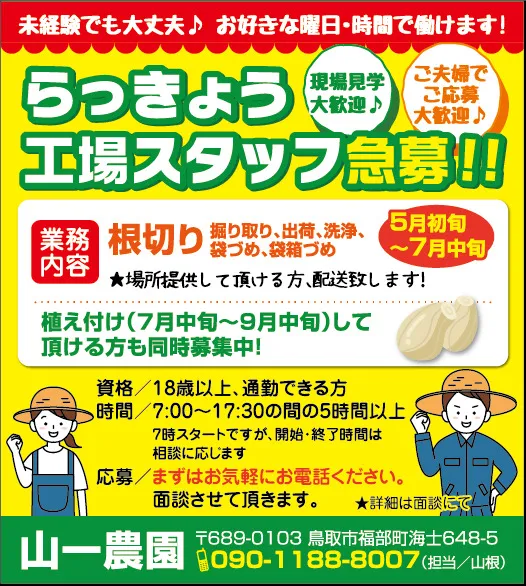 未経験でも大丈夫♪ お好きな曜日・時間で働けます!
らっきょう
工場スタッフ急募!!
現場見学
大歓迎♪
ご夫婦で
ご応募
大歓迎♪
業務
内容
根切り
掘り取り、出荷、洗浄、
袋づめ、袋箱づめ
5月初旬
～7月中旬
★場所提供して頂ける方、配送致します!
植え付け(7月中旬～9月中旬)して
頂ける方も同時募集中!
資格／18歳以上、通勤できる方
時間／7:00～17:30の間の5時間以上
7時スタートですが、開始・終了時間は
相談に応じます
応募／まずはお気軽にお電話ください。
面談させて頂きます。
★詳細は面談にて
山一農園
〒689-0103 鳥取市福部町海士648-5
090-1188-8007(担当／山根)